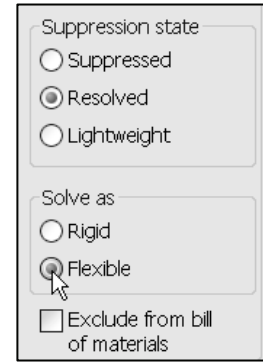 Suppression state
Suppressed
Resolved
Lightweight
Solve as
Rigid
Flexible
Exclude from bill
of materials